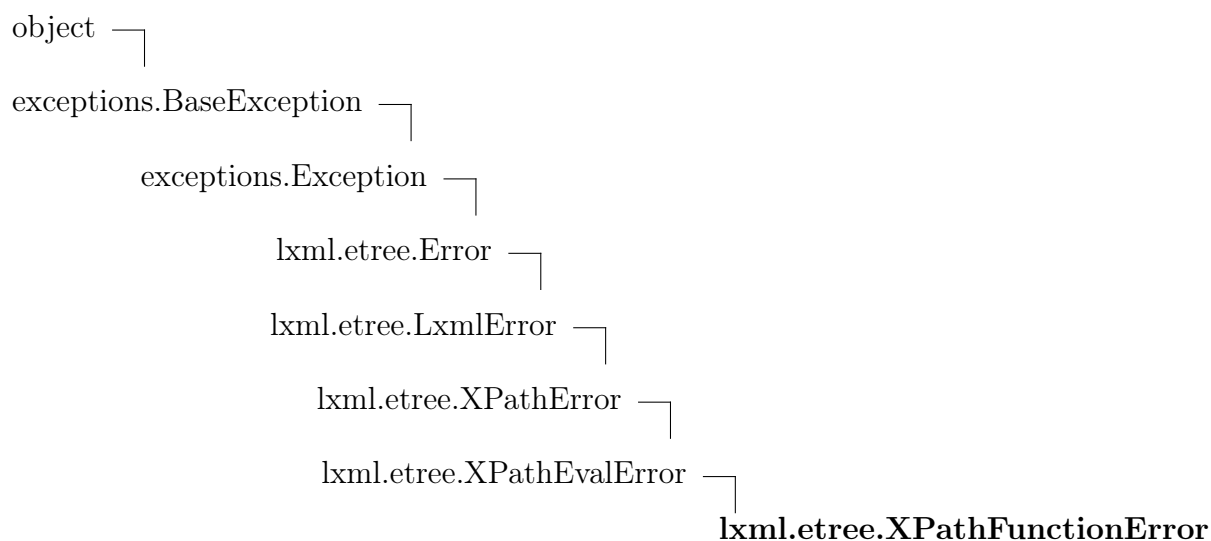 object
exceptions.BaseException
exceptions.Exception
lxml.etree.Error
lxml.etree.LxmlError
lxml.etree.XPathError
lxml.etree.XPathEvalError
lxml.etree.XPathFunctionError